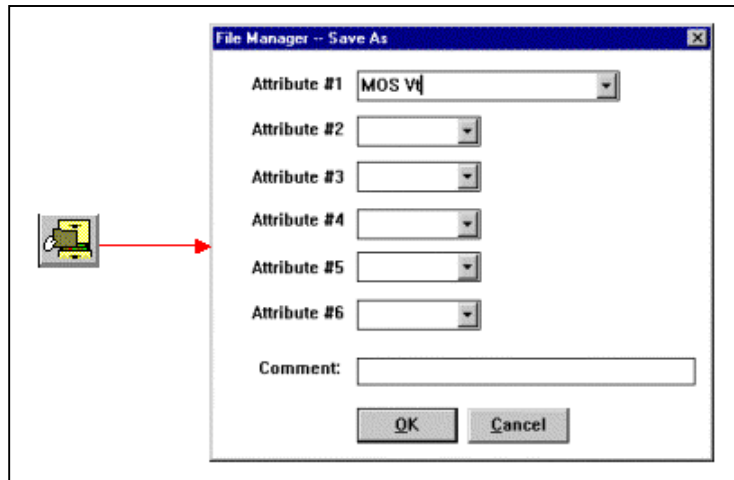 File Manager -- Save As
Attribute #1 MOS Vt
Attribute #2
Attribute #3
Attribute #4
Attribute #5
Attribute #6
Comment:
OK Cancel